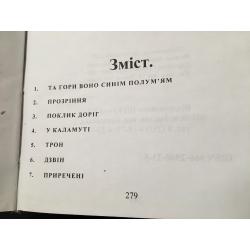 Зміст.
1. ТА ГОРИ ВОНО СИНІМ ПОЛУМ'ЯМ
2. ПРОЗРІННЯ
3. ПОКЛИК ДОРІГ
4. У КАЛАМУТІ
5. ТРОН
6. ДЗВІН
7. ПРИРЕЧЕНІ
279